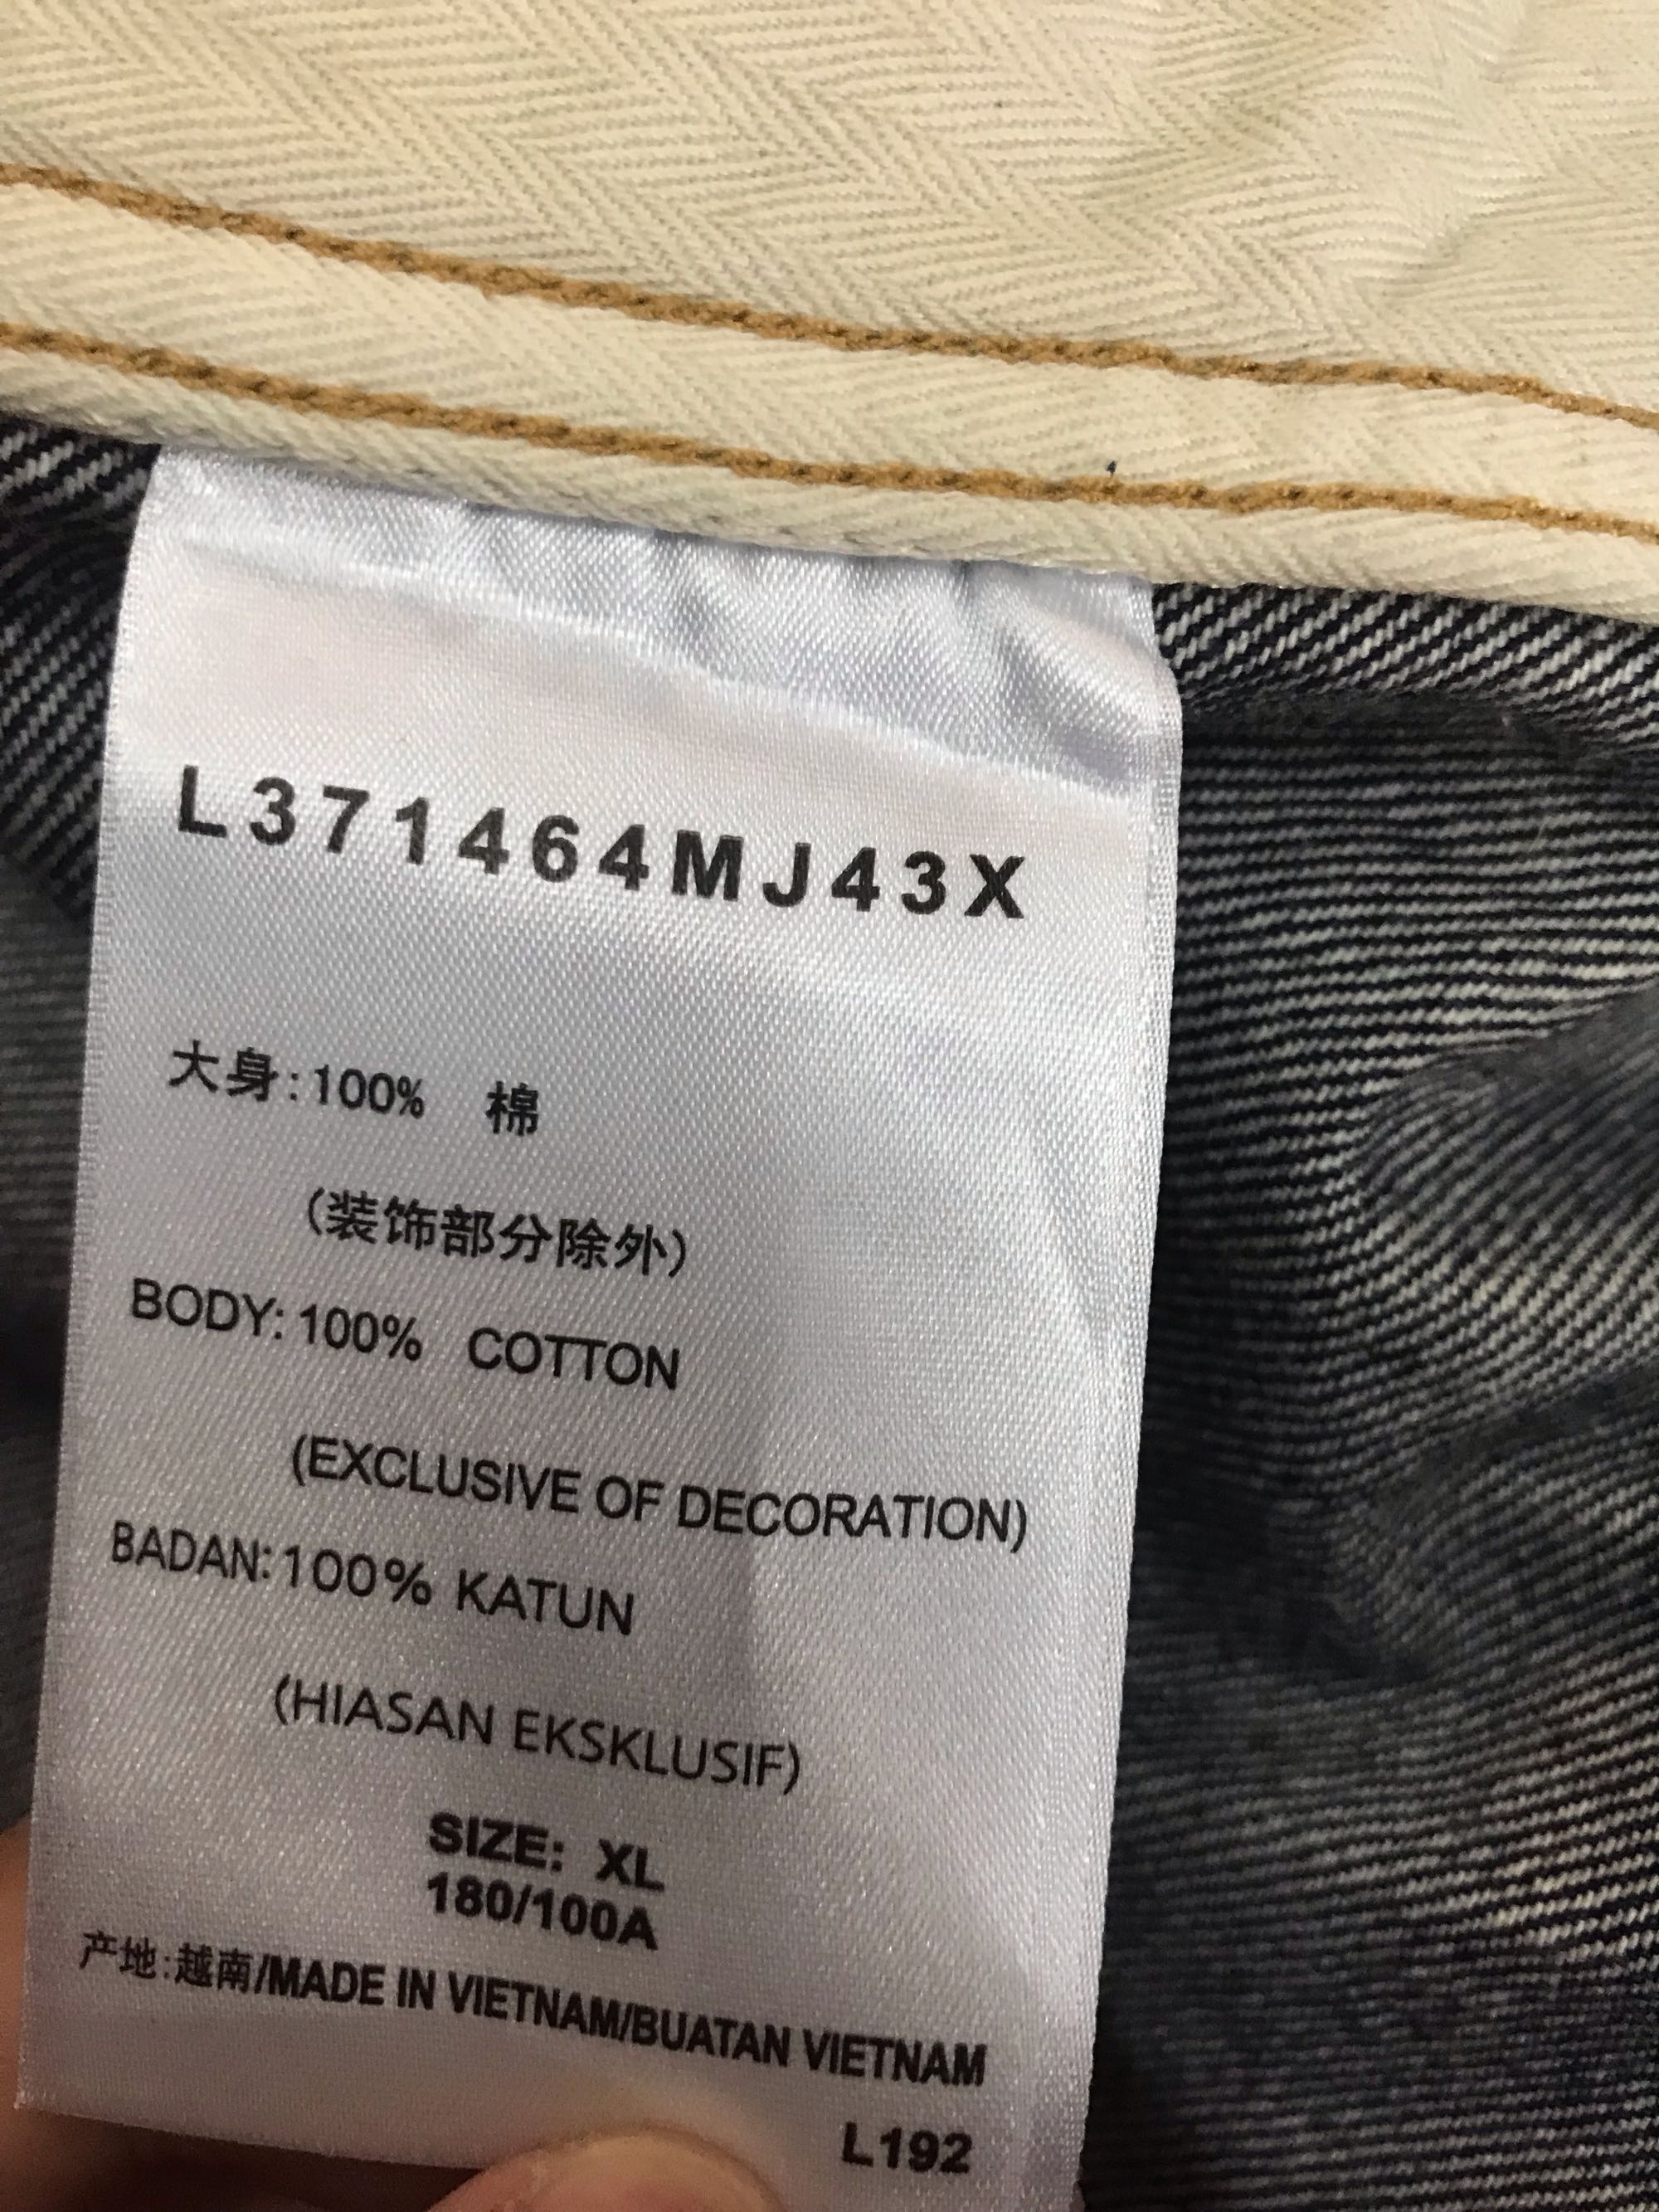 L371464MJ43X
大身:100% 棉
(装饰部分除外)
BODY: 100% COTTON
(EXCLUSIVE OF DECORATION)
BADAN: 100% KATUN
(HIASAN EKSKLUSIF)
SIZE: XL
180/100A
产地:越南/MADE IN VIETNAM/BUATAN VIETNAM
L192